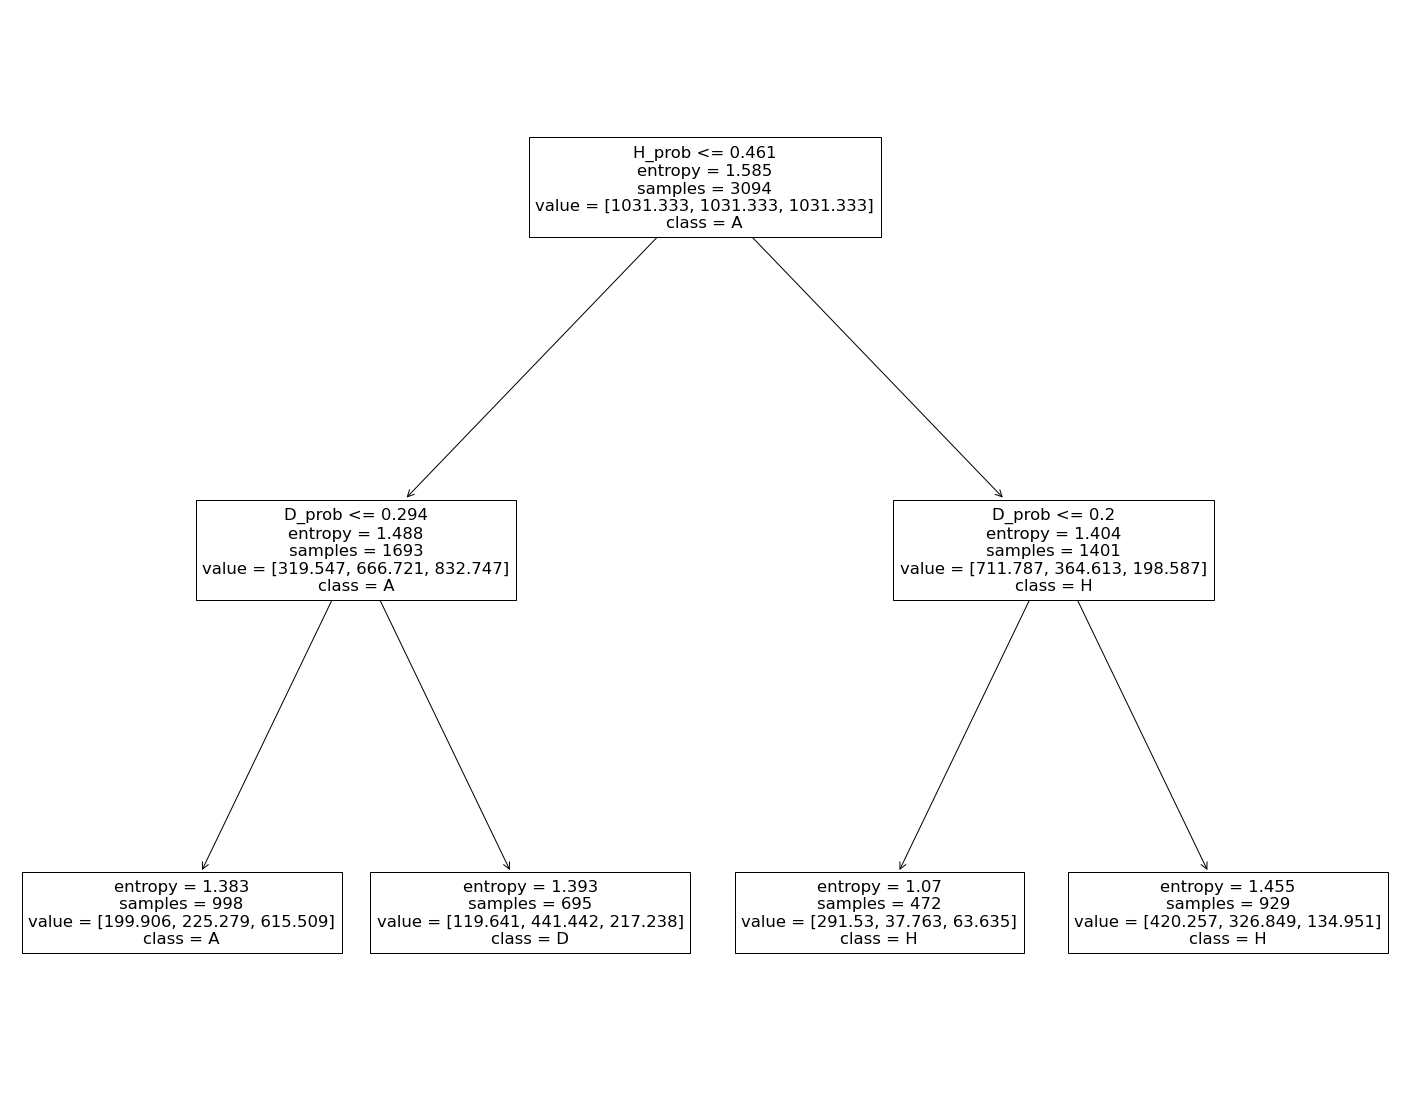 H_prob <= 0.461
entropy = 1.585
samples = 3094
value = [1031.333, 1031.333, 1031.333]
class = A
D_prob <= 0.294
entropy = 1.488
samples = 1693
value = [319.547, 666.721, 832.747]
class = A
D_prob <= 0.2
entropy = 1.404
samples = 1401
value = [711.787, 364.613, 198.587]
class = H
entropy = 1.383
samples = 998
value = [199.906, 225.279, 615.509]
class = A
entropy = 1.393
samples = 695
value = [119.641, 441.442, 217.238]
class = D
entropy = 1.07
samples = 472
value = [291.53, 37.763, 63.635]
class = H
entropy = 1.455
samples = 929
value = [420.257, 326.849, 134.951]
class = H